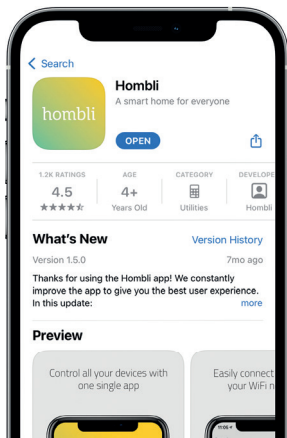 Search
Hombli
A smart home for everyone
hombli
OPEN
1.2K RATINGS AGE CATEGORY DEVELOPE
4.5 4+
Years Old Utilities Hombli
What's New Version History
Version 1.5.0 7mo ago
Thanks for using the Hombli app! We constantly
improve the app to give you the best user experience.
In this update: more
Preview
Control all your devices with Easily connect
one single app your WiFi n
11:05